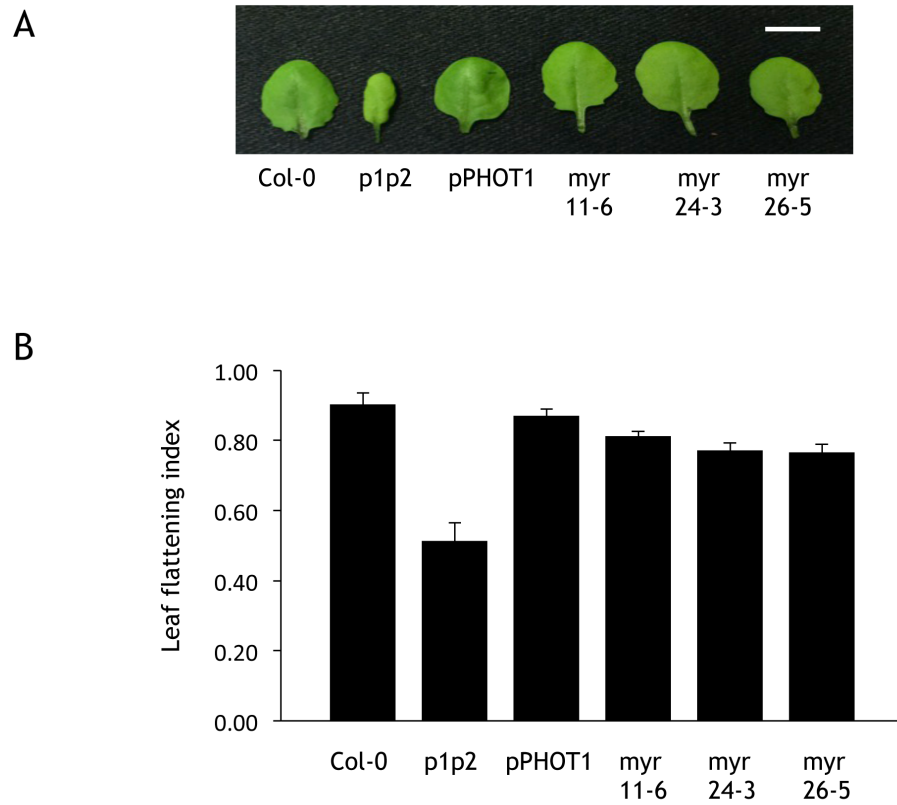 A
Col-0 p1p2 pPHOT1 myr myr myr
11-6 24-3 26-5
B
Leaf flattening index
1.00
0.80
0.60
0.40
0.20
0.00
Col-0 p1p2 pPHOT1 myr myr myr
11-6 24-3 26-5